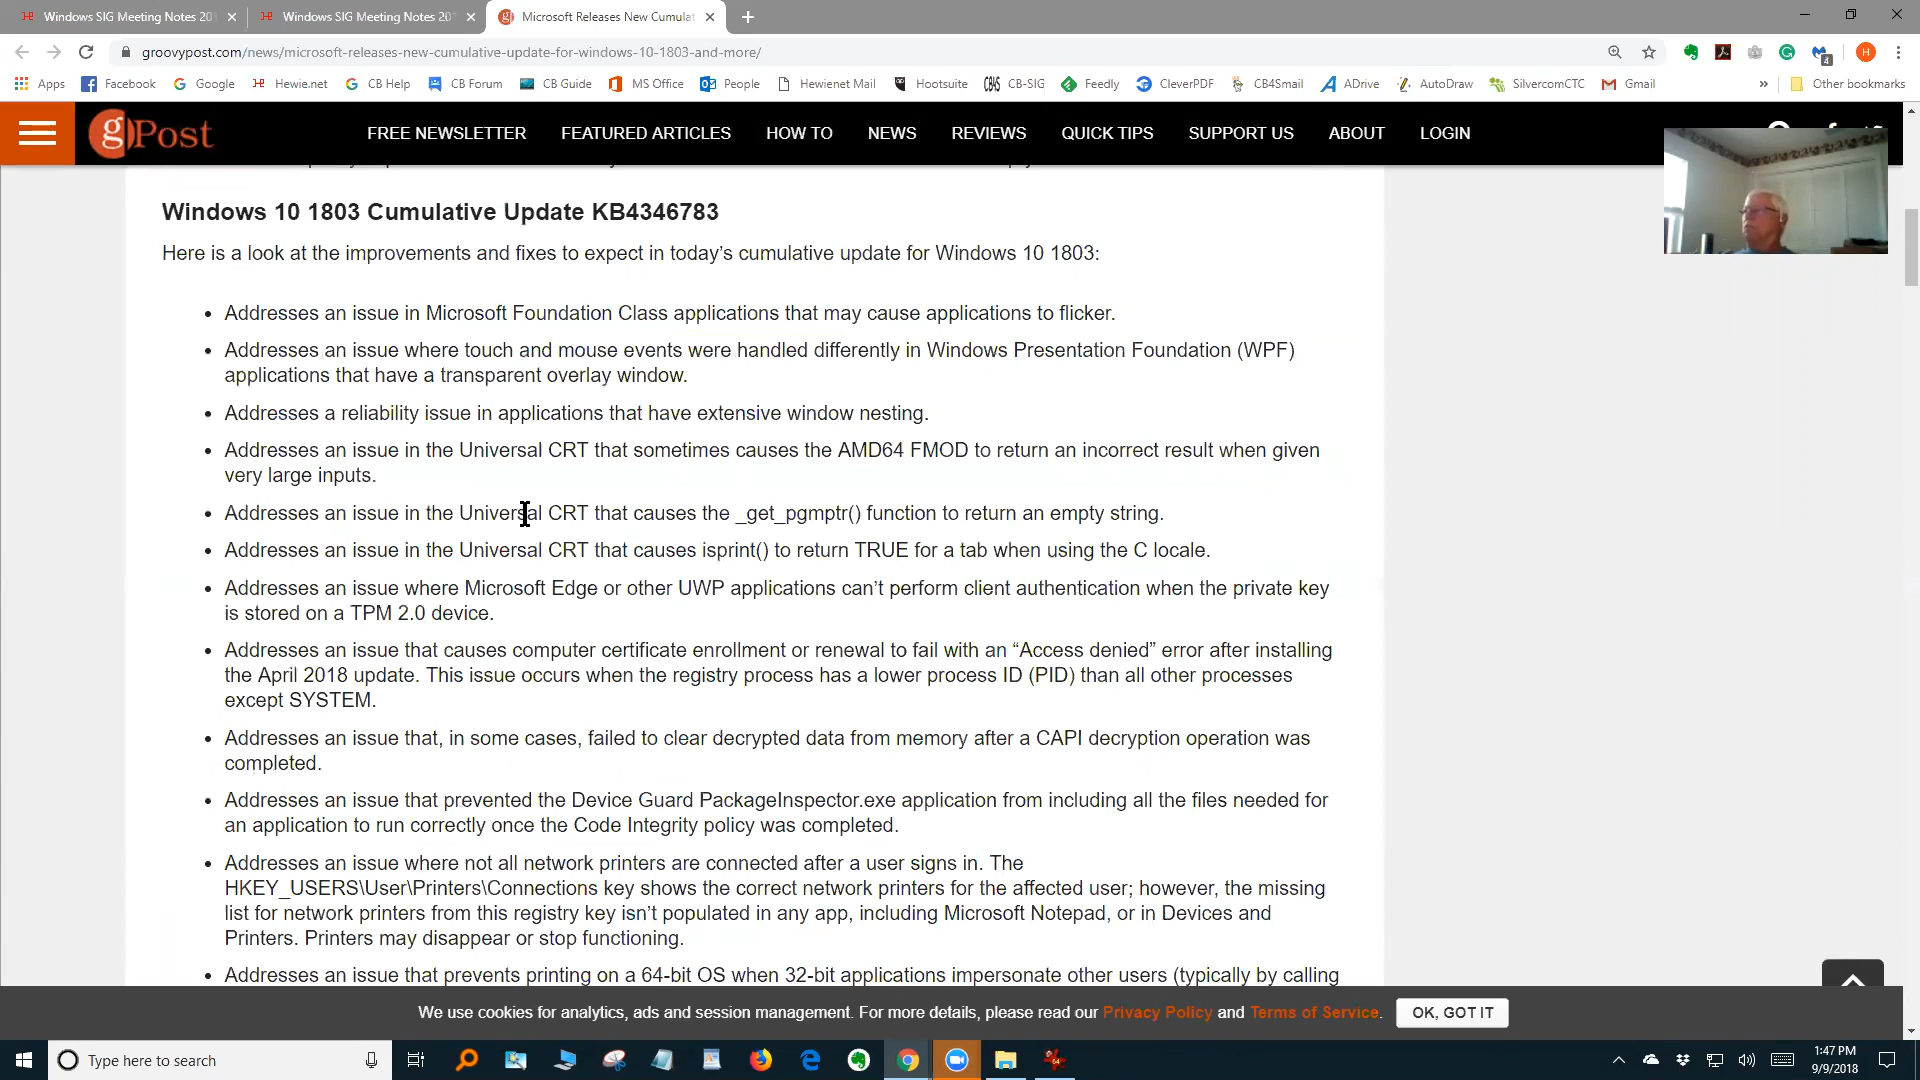 Windows SIG Meeting Notes 20
Windows SIG Meeting Notes 20
Microsoft Releases New Cumulat
groovypost.com/news/microsoft-releases-new-cumulative-update-for-windows-10-1803-and-more/
4
H
Apps Facebook Google Hewie.net CB Help CB Forum CB Guide MS Office People Hewienet Mail Hootsuite CB-SIG Feedly CleverPDF CB4Smail ADrive AutoDraw SilvercomCTC Gmail » Other bookmarks
gPost FREE NEWSLETTER FEATURED ARTICLES HOW TO NEWS REVIEWS QUICK TIPS SUPPORT US ABOUT LOGIN
Windows 10 1803 Cumulative Update KB4346783
Here is a look at the improvements and fixes to expect in today’s cumulative update for Windows 10 1803:
• Addresses an issue in Microsoft Foundation Class applications that may cause applications to flicker.
• Addresses an issue where touch and mouse events were handled differently in Windows Presentation Foundation (WPF)
applications that have a transparent overlay window.
• Addresses a reliability issue in applications that have extensive window nesting.
• Addresses an issue in the Universal CRT that sometimes causes the AMD64 FMOD to return an incorrect result when given
very large inputs.
• Addresses an issue in the Universal CRT that causes the _get_pgmptr() function to return an empty string.
• Addresses an issue in the Universal CRT that causes isprint() to return TRUE for a tab when using the C locale.
• Addresses an issue where Microsoft Edge or other UWP applications can’t perform client authentication when the private key
is stored on a TPM 2.0 device.
• Addresses an issue that causes computer certificate enrollment or renewal to fail with an “Access denied” error after installing
the April 2018 update. This issue occurs when the registry process has a lower process ID (PID) than all other processes
except SYSTEM.
• Addresses an issue that, in some cases, failed to clear decrypted data from memory after a CAPI decryption operation was
completed.
• Addresses an issue that prevented the Device Guard PackageInspector.exe application from including all the files needed for
an application to run correctly once the Code Integrity policy was completed.
• Addresses an issue where not all network printers are connected after a user signs in. The
HKEY_USERS\User\Printers\Connections key shows the correct network printers for the affected user; however, the missing
list for network printers from this registry key isn’t populated in any app, including Microsoft Notepad, or in Devices and
Printers. Printers may disappear or stop functioning.
• Addresses an issue that prevents printing on a 64-bit OS when 32-bit applications impersonate other users (typically by calling
We use cookies for analytics, ads and session management. For more details, please read our Privacy Policy and Terms of Service. OK, GOT IT
Type here to search
1:47 PM
9/9/2018